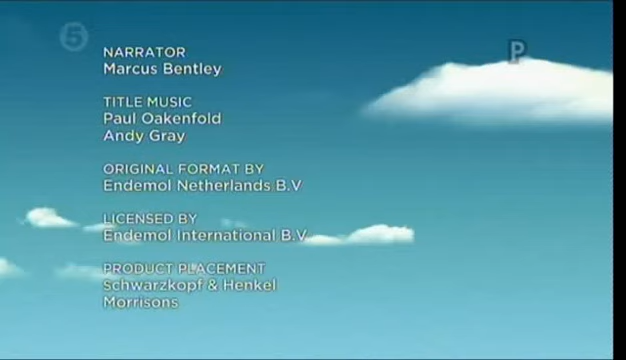 5
P
NARRATOR
Marcus Bentley
TITLE MUSIC
Paul Oakenfold
Andy Gray
ORIGINAL FORMAT BY
Endemol Netherlands B.V
LICENSED BY
Endemol International B.V
PRODUCT PLACEMENT
Schwarzkopf & Henkel
Morrisons